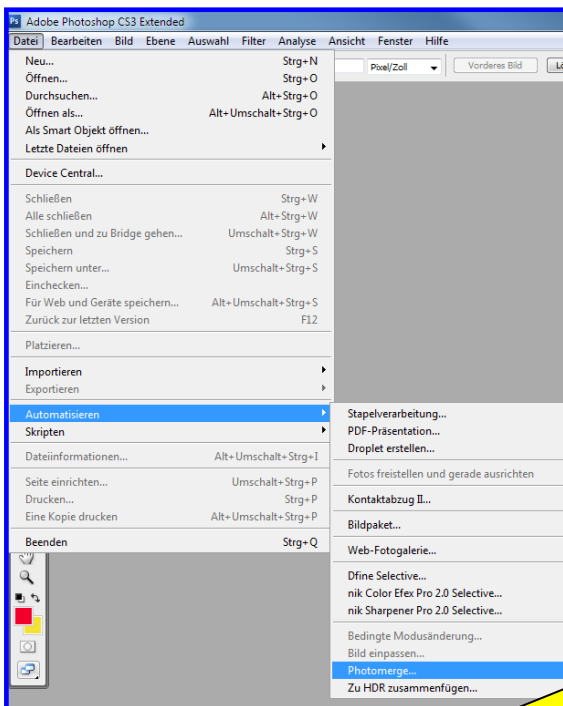 Ps Adobe Photoshop CS3 Extended
Datei Bearbeiten Bild Ebene Auswahl Filter Analyse Ansicht Fenster Hilfe
Pixel/Zoll Vorderes Bild
Neu... Strg+N
Öffnen... Strg+O
Durchsuchen... Alt+Strg+O
Öffnen als... Alt+Umschalt+Strg+O
Als Smart Objekt öffnen...
Letzte Dateien öffnen
Device Central...
Schließen Strg+W
Alle schließen Alt+Strg+W
Schließen und zu Bridge gehen... Umschalt+Strg+W
Speichern Strg+S
Speichern unter... Umschalt+Strg+S
Einchecken...
Für Web und Geräte speichern... Alt+Umschalt+Strg+S
Zurück zur letzten Version F12
Platzieren...
Importieren
Exportieren
Automatisieren
Skripten
Dateiinformationen... Alt+Umschalt+Strg+I
Seite einrichten... Umschalt+Strg+P
Drucken... Strg+P
Eine Kopie drucken Alt+Umschalt+Strg+P
Beenden Strg+Q
Stapelverarbeitung...
PDF-Präsentation...
Droplet erstellen...
Fotos freistellen und gerade ausrichten
Kontaktabzug II...
Bildpaket...
Web-Fotogalerie...
Dfine Selective...
nik Color Efex Pro 2.0 Selective...
nik Sharpener Pro 2.0 Selective...
Bedingte Modusänderung...
Bild einpassen...
Photomerge...
Zu HDR zusammenfügen...